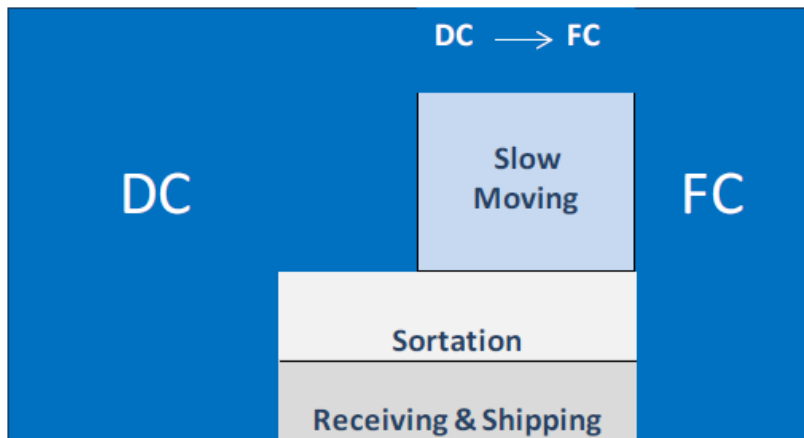 DC → FC
DC
Slow
Moving
FC
Sortation
Receiving & Shipping